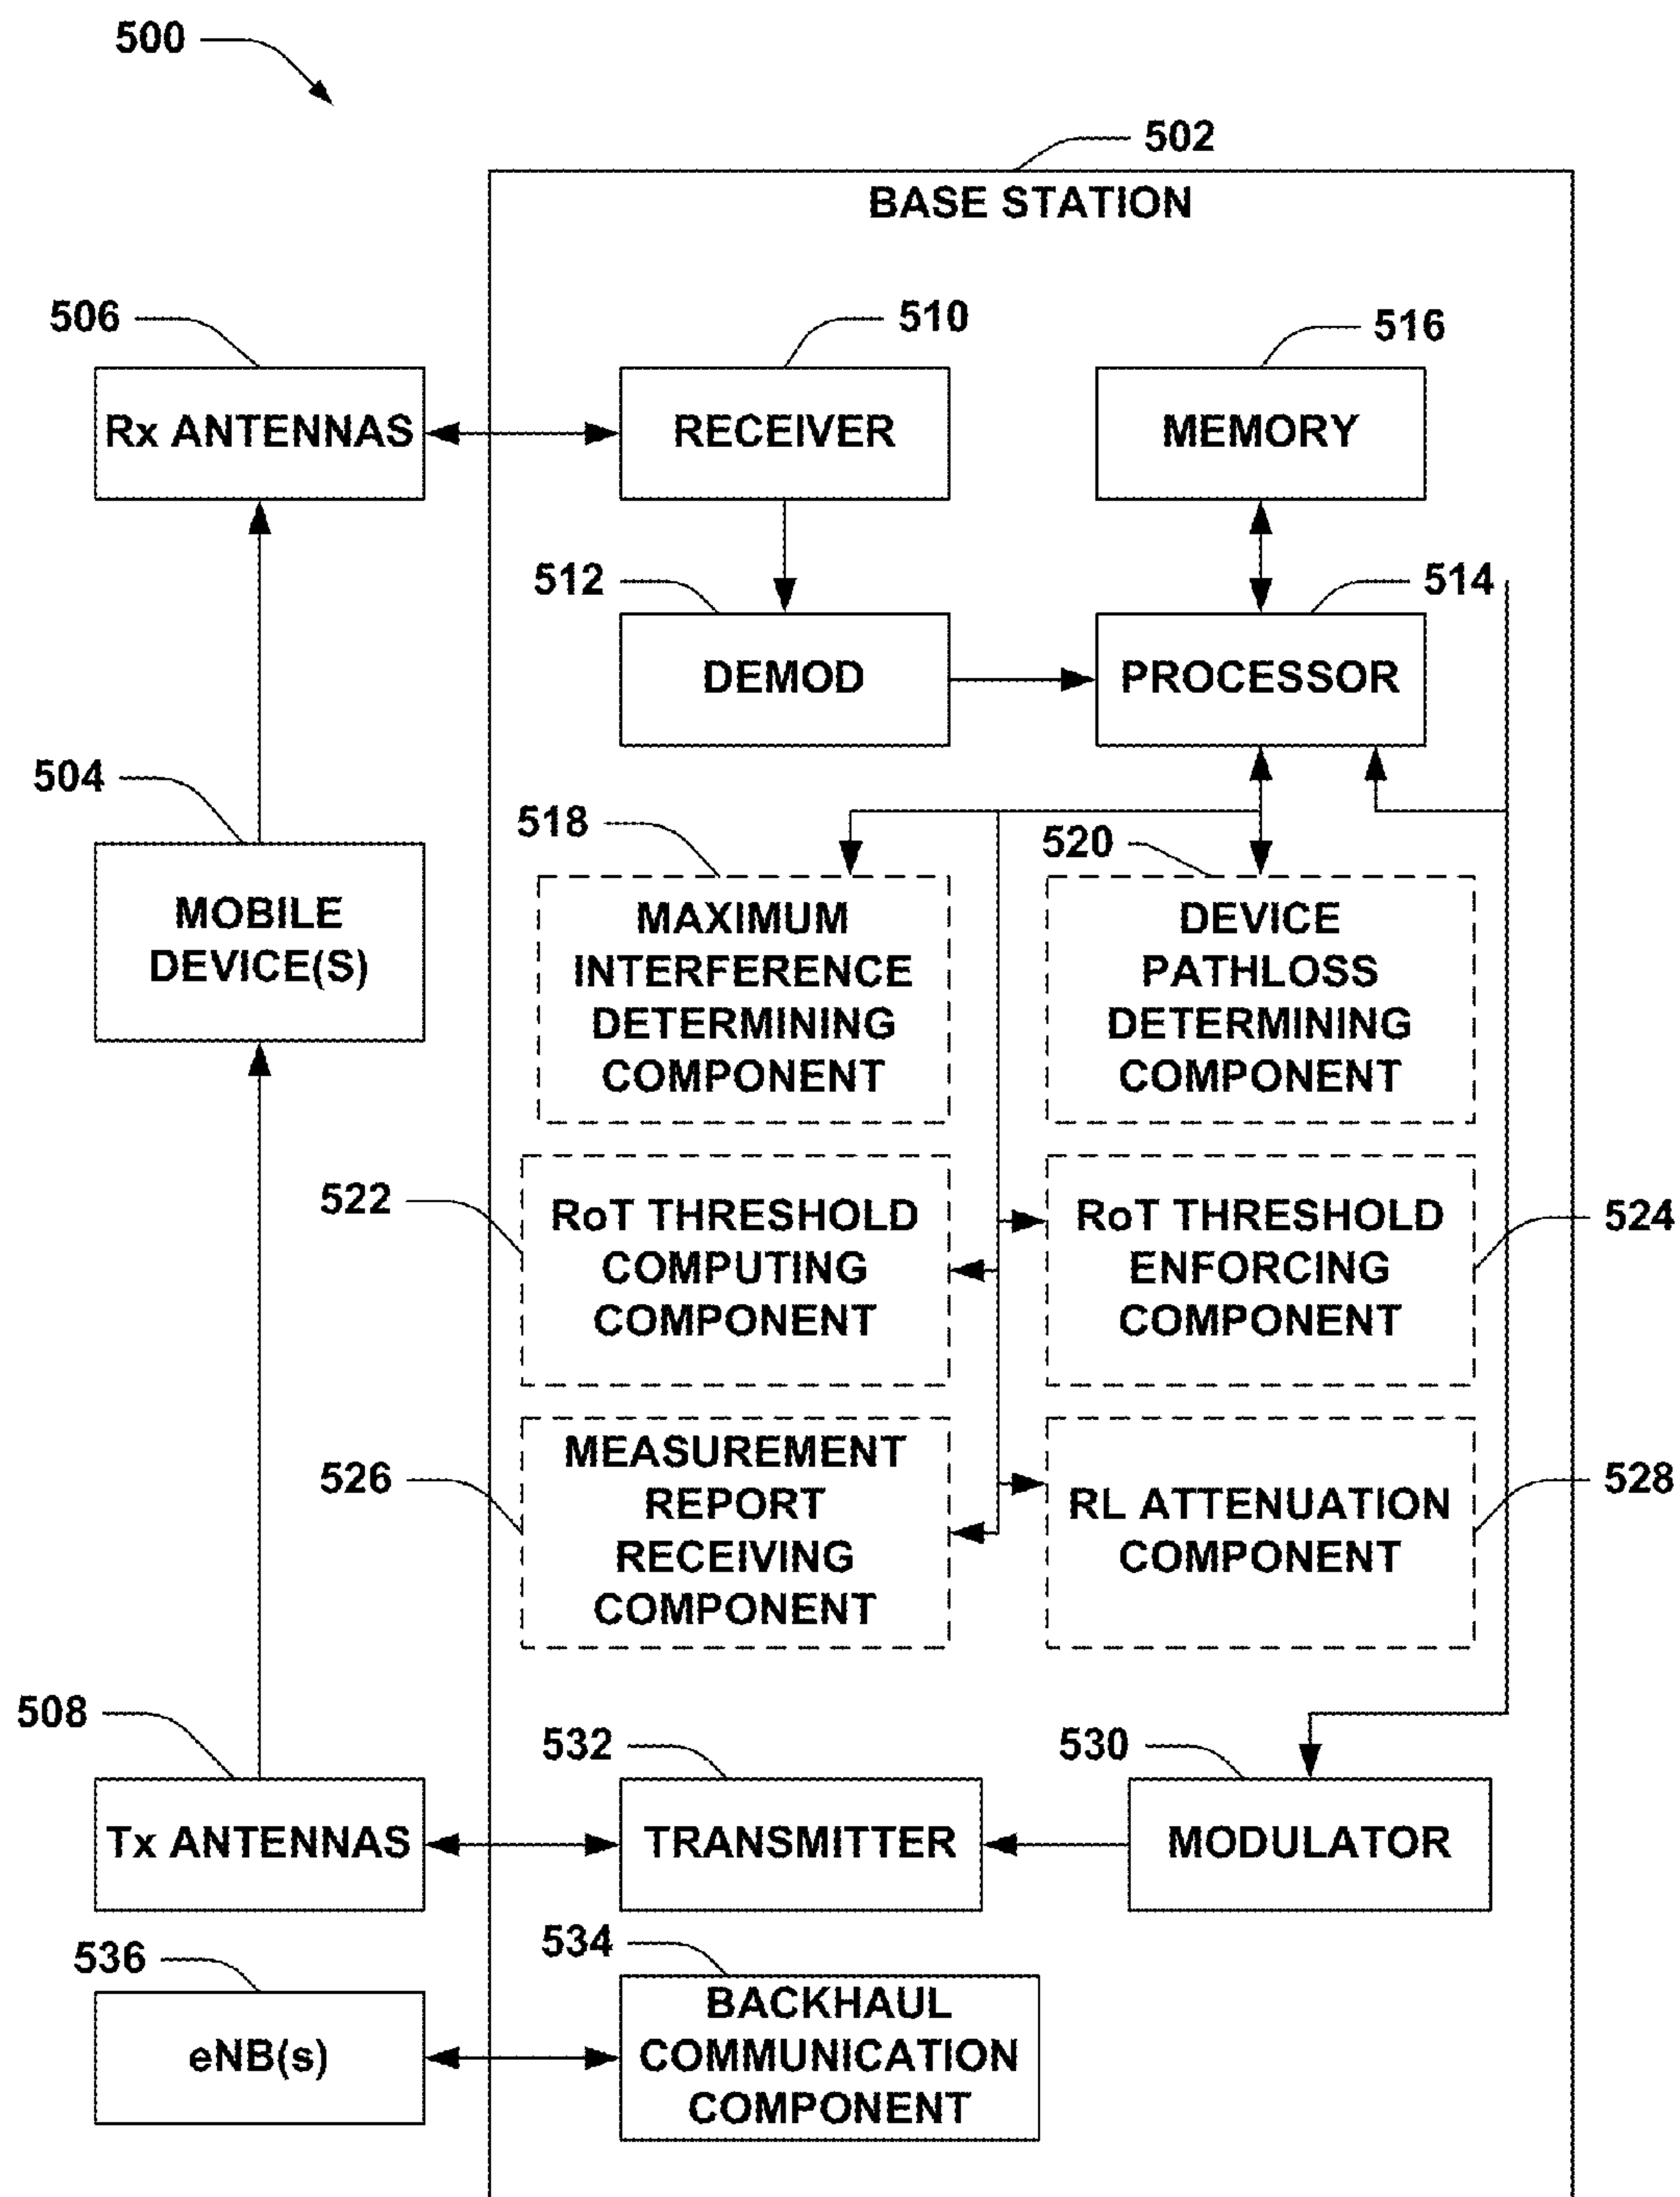 500
502
BASE STATION
506
510
516
Rx ANTENNAS
RECEIVER
MEMORY
512
514
DEMOD
PROCESSOR
504
518
520
MOBILE
DEVICE(S)
MAXIMUM
INTERFERENCE
DETERMINING
COMPONENT
DEVICE
PATHLOSS
DETERMINING
COMPONENT
522
RoT THRESHOLD
COMPUTING
COMPONENT
RoT THRESHOLD
ENFORCING
COMPONENT
524
526
MEASUREMENT
REPORT
RECEIVING
COMPONENT
RL ATTENUATION
COMPONENT
528
508
532
530
Tx ANTENNAS
TRANSMITTER
MODULATOR
536
534
eNB(s)
BACKHAUL
COMMUNICATION
COMPONENT